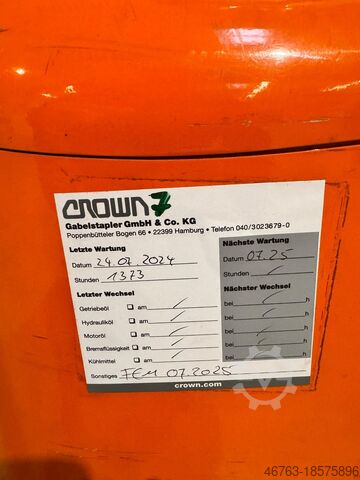 CROWN
Gabelstapler GmbH & Co. KG
Poppenbütteler Bogen 66 • 22399 Hamburg • Telefon 040/3023679-0
Letzte Wartung
Datum 24.07.2024
Stunden 1373
Nächste Wartung
Datum 07.25
Stunden /
Letzter Wechsel
Getriebeöl am /
Hydrauliköl am /
Motoröl am /
Bremsflüssigkeit am /
Kühlmittel am /
Nächster Wechsel
bei / h
bei / h
bei / h
bei / h
bei / h
Sonstiges FEM 07.2025
crown.com
46763-18575896